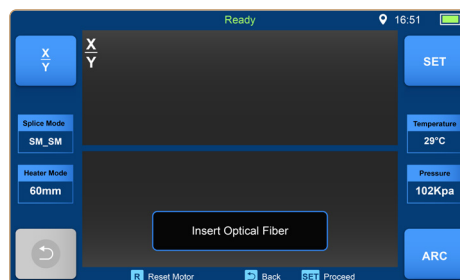 Ready
16:51
X
Y
X
Y
SET
Splice Mode
SM_SM
Temperature
29°C
Heater Mode
60mm
Pressure
102Kpa
Insert Optical Fiber
ARC
R Reset Motor Back SET Proceed